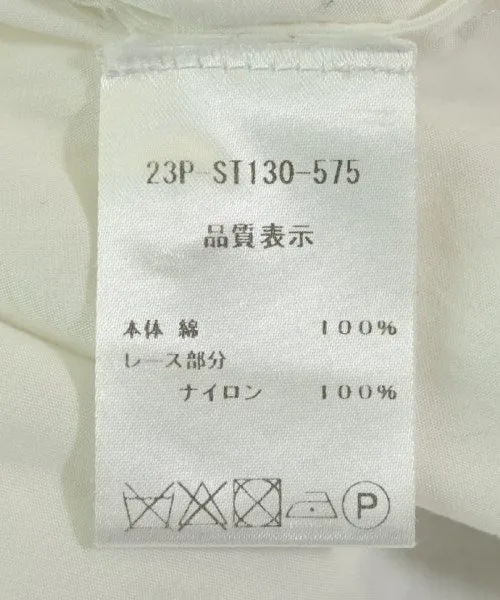 23P-ST130-575
品質表示
本体 綿 100%
レース部分
ナイロン 100%
P